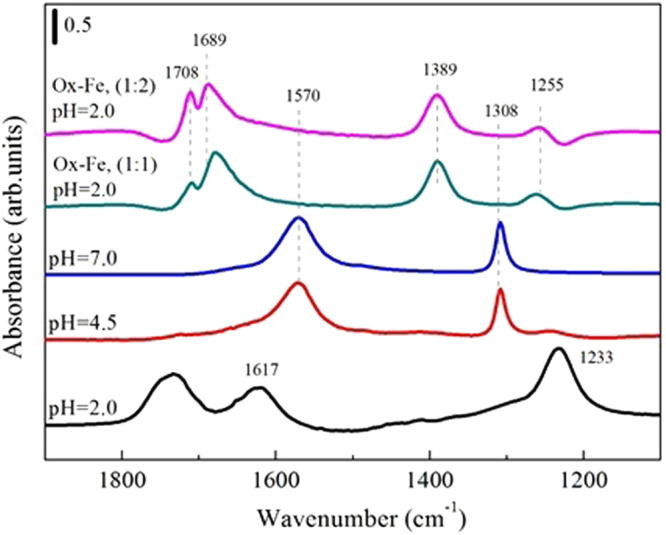 0.5
1689
1708
Ox-Fe, (1:2)
pH=2.0
1570
1389
1308
1255
Ox-Fe, (1:1)
pH=2.0
pH=7.0
pH=4.5
pH=2.0
1617
1233
Absorbance (arb.units)
1800 1600 1400 1200
Wavenumber (cm⁻¹)